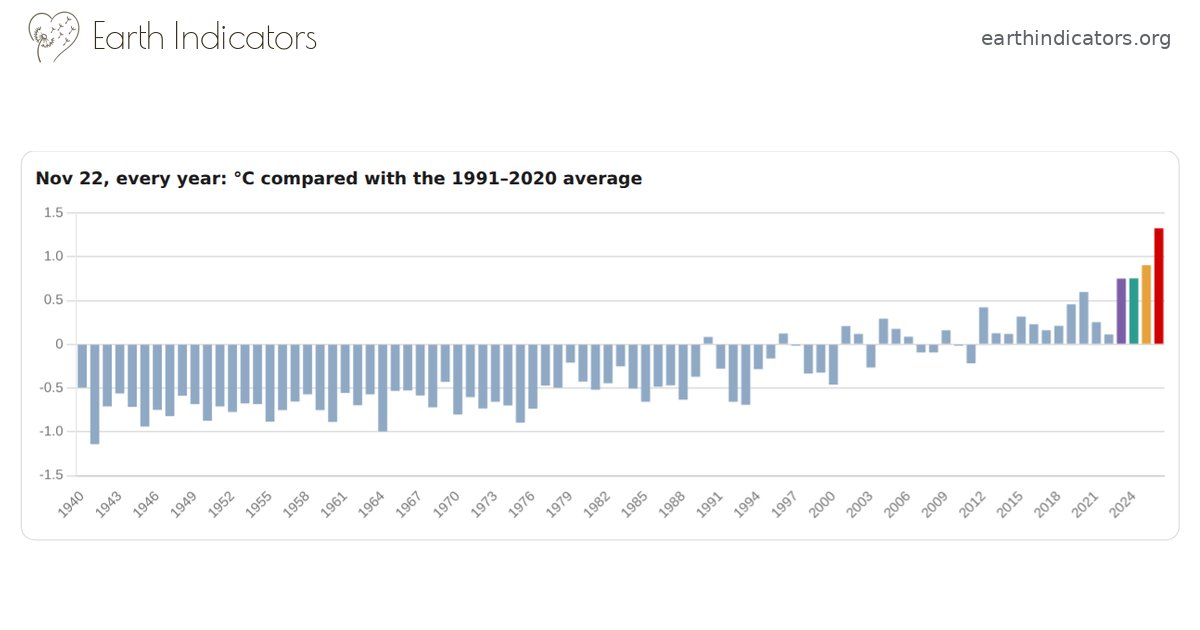 Earth Indicators
earthindicators.org
Nov 22, every year: °C compared with the 1991–2020 average
1.5
1.0
0.5
0
-0.5
-1.0
-1.5
1940 1943 1946 1949 1952 1955 1958 1961 1964 1967 1970 1973 1976 1979 1982 1985 1988 1991 1994 1997 2000 2003 2006 2009 2012 2015 2018 2021 2024